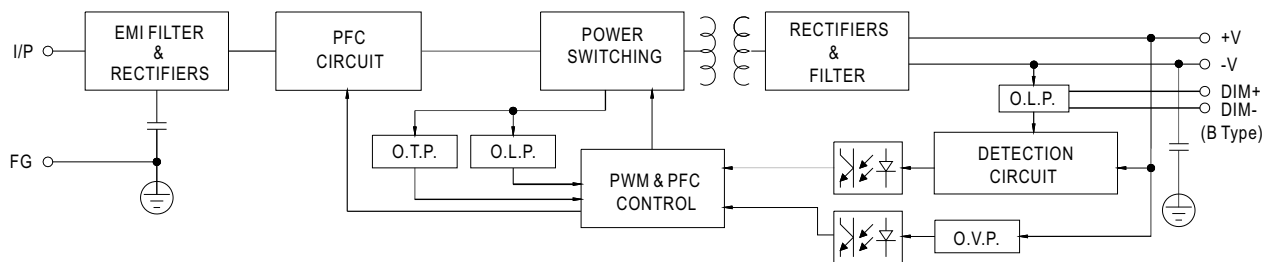 I/P
EMI FILTER
&
RECTIFIERS
PFC
CIRCUIT
POWER
SWITCHING
RECTIFIERS
&
FILTER
+V
-V
O.L.P.
DIM+
DIM-
(B Type)
O.T.P.
O.L.P.
FG
PWM & PFC
CONTROL
DETECTION
CIRCUIT
O.V.P.